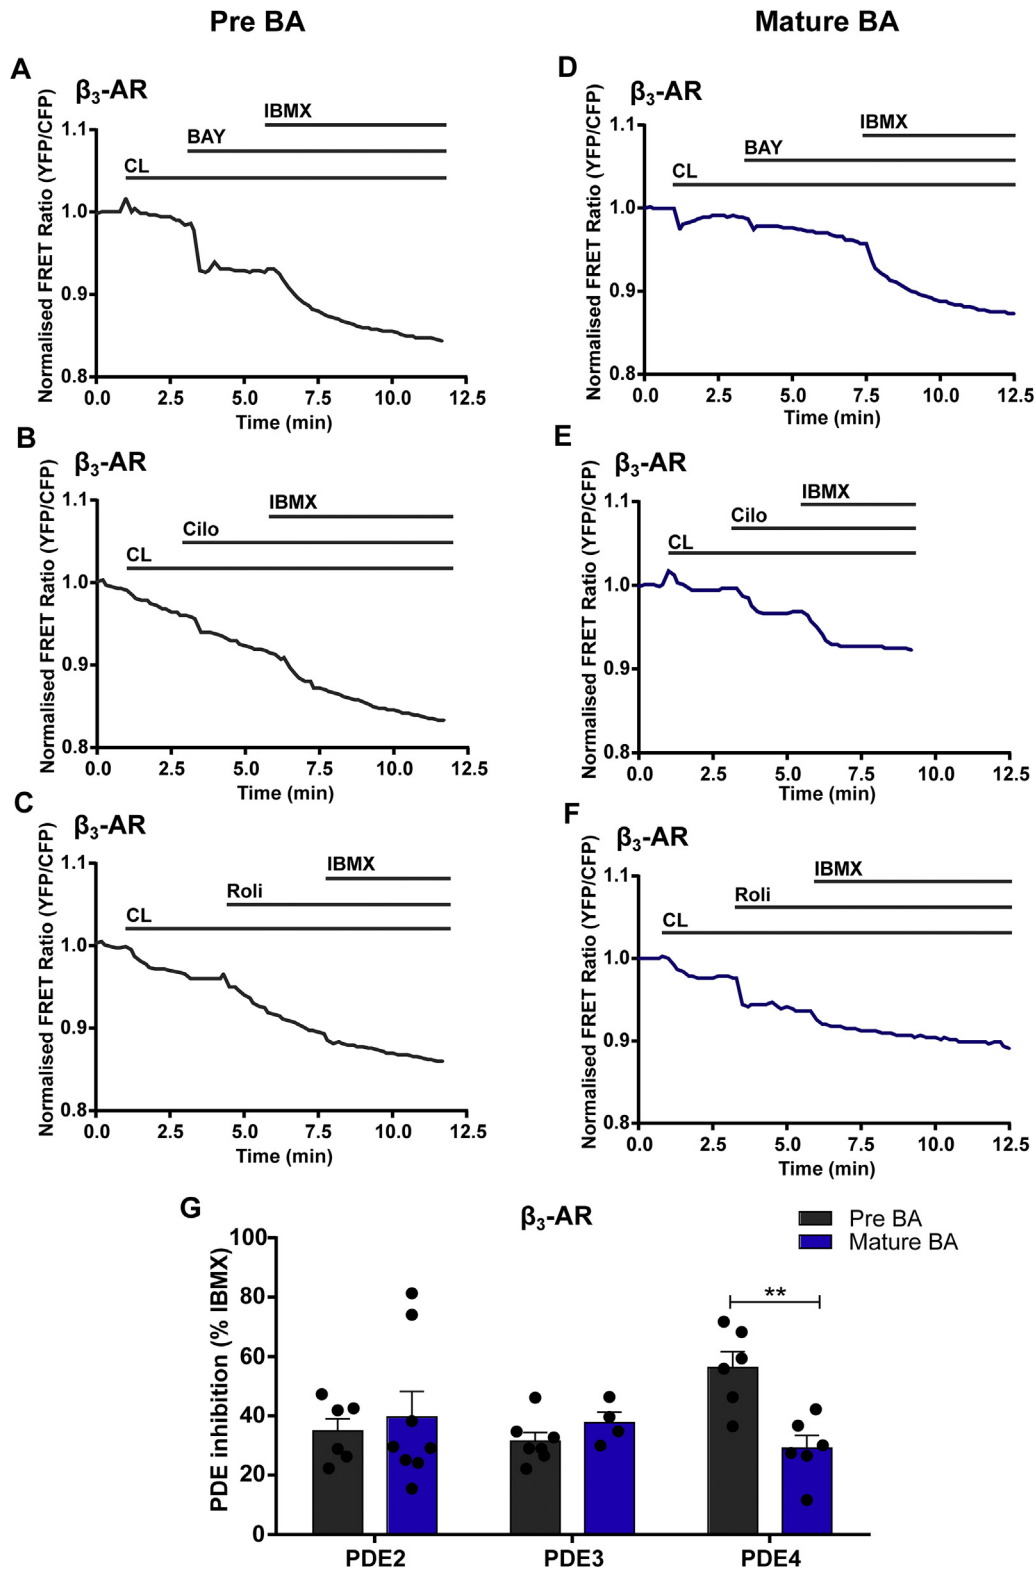 Pre BA
Mature BA
A
β3-AR
Normalised FRET Ratio (YFP/CFP)
IBMX
BAY
CL
1.1
1.0
0.9
0.8
0.0 2.5 5.0 7.5 10.0 12.5
Time (min)
D
β3-AR
Normalised FRET Ratio (YFP/CFP)
IBMX
BAY
CL
1.1
1.0
0.9
0.8
0.0 2.5 5.0 7.5 10.0 12.5
Time (min)
B
β3-AR
Normalised FRET Ratio (YFP/CFP)
IBMX
Cilo
CL
1.1
1.0
0.9
0.8
0.0 2.5 5.0 7.5 10.0 12.5
Time (min)
E
β3-AR
Normalised FRET Ratio (YFP/CFP)
IBMX
Cilo
CL
1.1
1.0
0.9
0.8
0.0 2.5 5.0 7.5 10.0 12.5
Time (min)
C
β3-AR
Normalised FRET Ratio (YFP/CFP)
IBMX
Roli
CL
1.1
1.0
0.9
0.8
0.0 2.5 5.0 7.5 10.0 12.5
Time (min)
F
β3-AR
Normalised FRET Ratio (YFP/CFP)
IBMX
Roli
CL
1.1
1.0
0.9
0.8
0.0 2.5 5.0 7.5 10.0 12.5
Time (min)
G
β3-AR
Pre BA
Mature BA
PDE inhibition (% IBMX)
100
80
60
40
20
0
**
PDE2 PDE3 PDE4